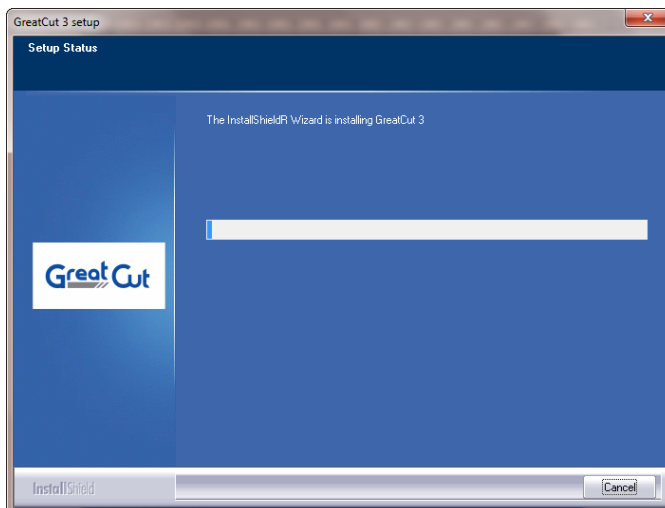 GreatCut 3 setup
Setup Status
The InstallShieldR Wizard is installing GreatCut 3
Great Cut
InstallShield
Cancel